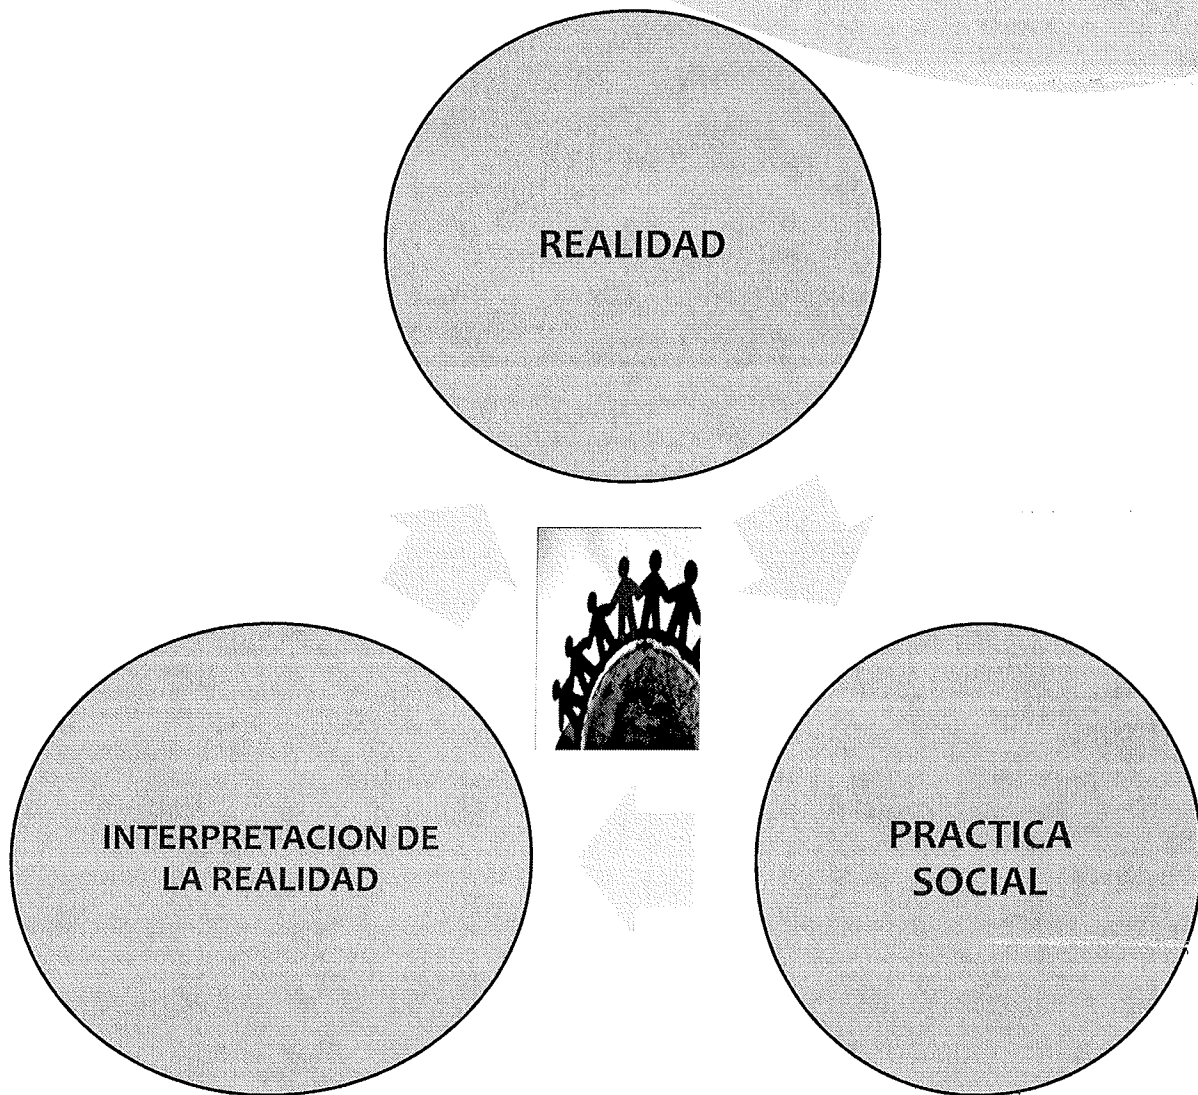 REALIDAD
INTERPRETACION DE
LA REALIDAD
PRACTICA
SOCIAL